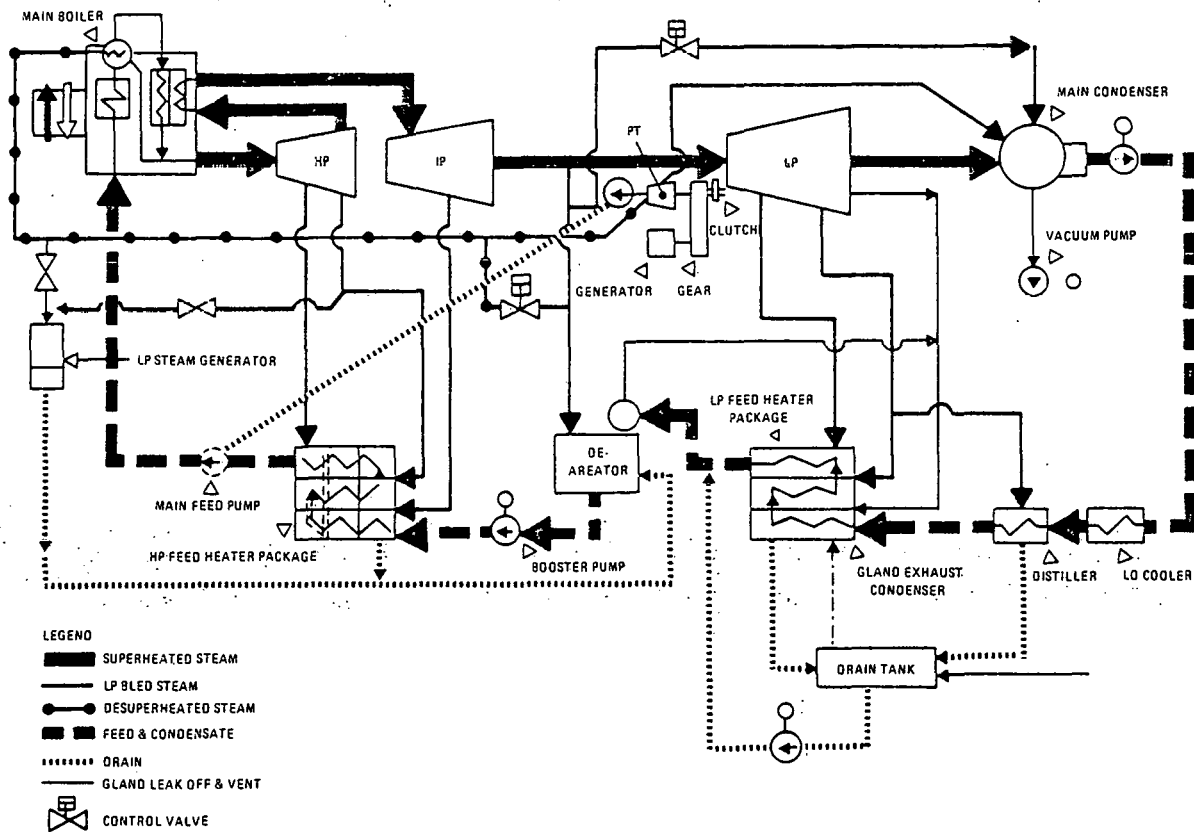 MAIN BOILER
MAIN CONDENSER
HP
IP
PT
LP
CLUTCH
VACUUM PUMP
GENERATOR
GEAR
LP STEAM GENERATOR
LP FEED HEATER
PACKAGE
DE-
AREATOR
MAIN FEED PUMP
HP FEED HEATER PACKAGE
BOOSTER PUMP
GLAND EXHAUST
CONDENSER
DISTILLER
LO COOLER
DRAIN TANK
LEGEND
SUPERHEATED STEAM
LP BLED STEAM
DESUPERHEATED STEAM
FEED & CONDENSATE
DRAIN
GLAND LEAK OFF & VENT
CONTROL VALVE